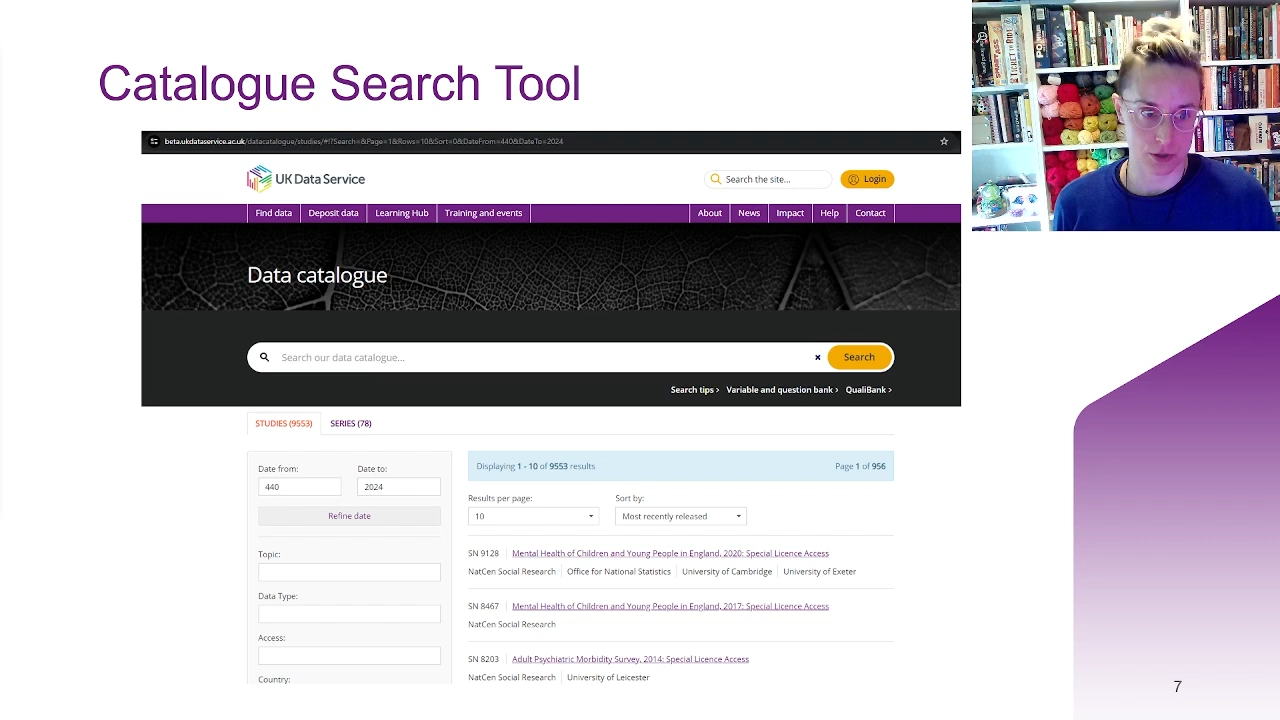 Catalogue Search Tool
beta.ukdataservice.ac.uk/datacatalogue/studies/#!?Search=&Page=1&Rows=10&Sort=0&DateFrom=440&DateTo=2024
UK Data Service
Search the site...
Login
Find data
Deposit data
Learning Hub
Training and events
About
News
Impact
Help
Contact
Data catalogue
Search our data catalogue...
Search
Search tips >
Variable and question bank >
QualiBank >
STUDIES (9553)
SERIES (78)
Date from:
Date to:
440
2024
Refine date
Topic:
Data Type:
Access:
Country:
Displaying 1 - 10 of 9553 results
Page 1 of 956
Results per page:
Sort by:
10
Most recently released
SN 9128
Mental Health of Children and Young People in England, 2020: Special Licence Access
NatCen Social Research
Office for National Statistics
University of Cambridge
University of Exeter
SN 8467
Mental Health of Children and Young People in England, 2017: Special Licence Access
NatCen Social Research
SN 8203
Adult Psychiatric Morbidity Survey, 2014: Special Licence Access
NatCen Social Research
University of Leicester
TICKET TO RIDE
7